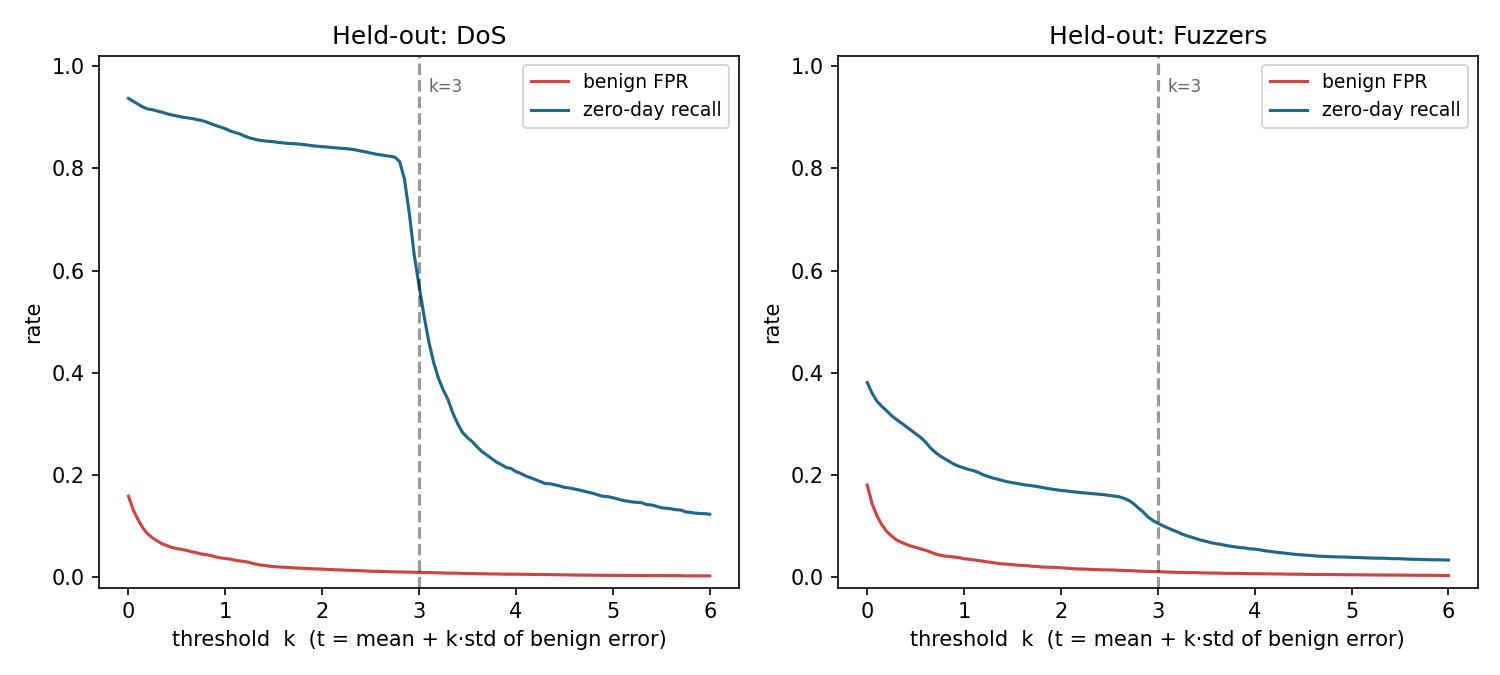 Held-out: DoS
1.0
0.8
0.6
0.4
0.2
0.0
rate
k=3
benign FPR
zero-day recall
0 1 2 3 4 5 6
threshold k (t = mean + k·std of benign error)
Held-out: Fuzzers
1.0
0.8
0.6
0.4
0.2
0.0
rate
k=3
benign FPR
zero-day recall
0 1 2 3 4 5 6
threshold k (t = mean + k·std of benign error)